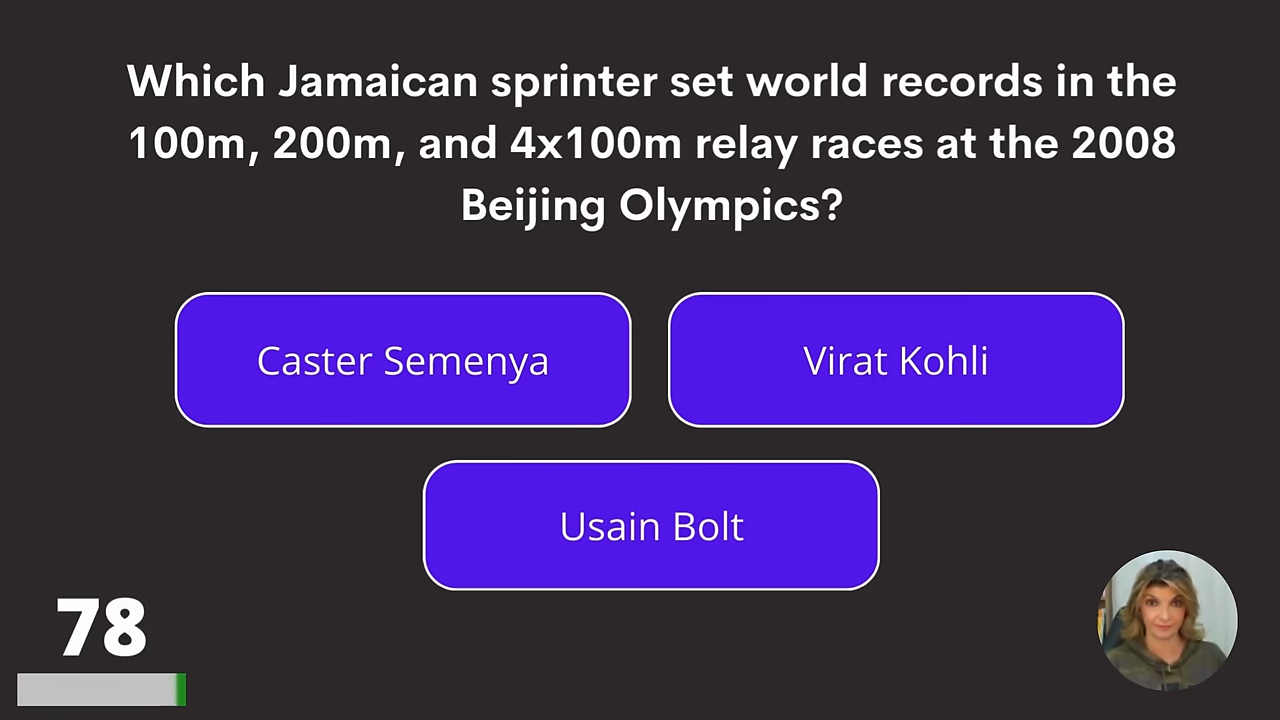 Which Jamaican sprinter set world records in the
100m, 200m, and 4x100m relay races at the 2008
Beijing Olympics?
Caster Semenya
Virat Kohli
Usain Bolt
78